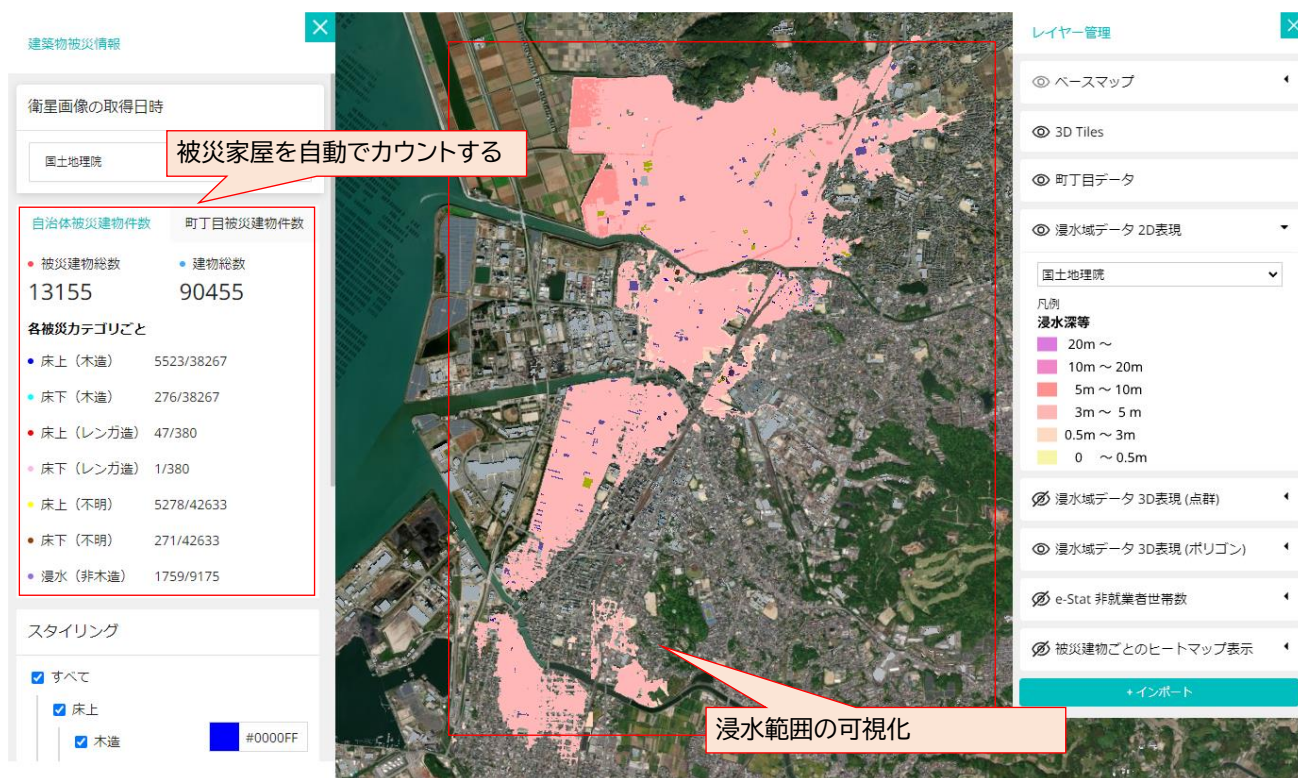 建築物被災情報
衛星画像の取得日時
国土地理院
被災家屋を自動でカウントする
自治体被災建物件数 町丁目被災建物件数
被災建物総数 建物総数
13155 90455
各被災カテゴリごと
床上（木造） 5523/38267
床下（木造） 276/38267
床上（レンガ造） 47/380
床下（レンガ造） 1/380
床上（不明） 5278/42633
床下（不明） 271/42633
浸水（非木造） 1759/9175
スタイリング
すべて
床上
木造 #0000FF
浸水範囲の可視化
レイヤー管理
ベースマップ
3D Tiles
町丁目データ
浸水域データ 2D表現
国土地理院
凡例
浸水深等
20m ～
10m ～ 20m
5m ～ 10m
3m ～ 5 m
0.5m ～ 3m
0 ～ 0.5m
浸水域データ 3D表現 (点群)
浸水域データ 3D表現 (ポリゴン)
e-Stat 非就業者世帯数
被災建物ごとのヒートマップ表示
+ インポート